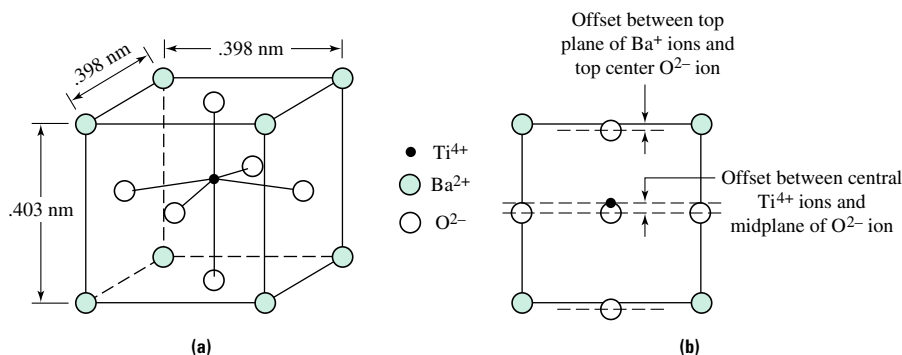 .398 nm
.398 nm
.403 nm
Ti4+
Ba2+
O2−
(a)
Offset between top
plane of Ba+ ions and
top center O2− ion
Offset between central
Ti4+ ions and
midplane of O2− ion
(b)